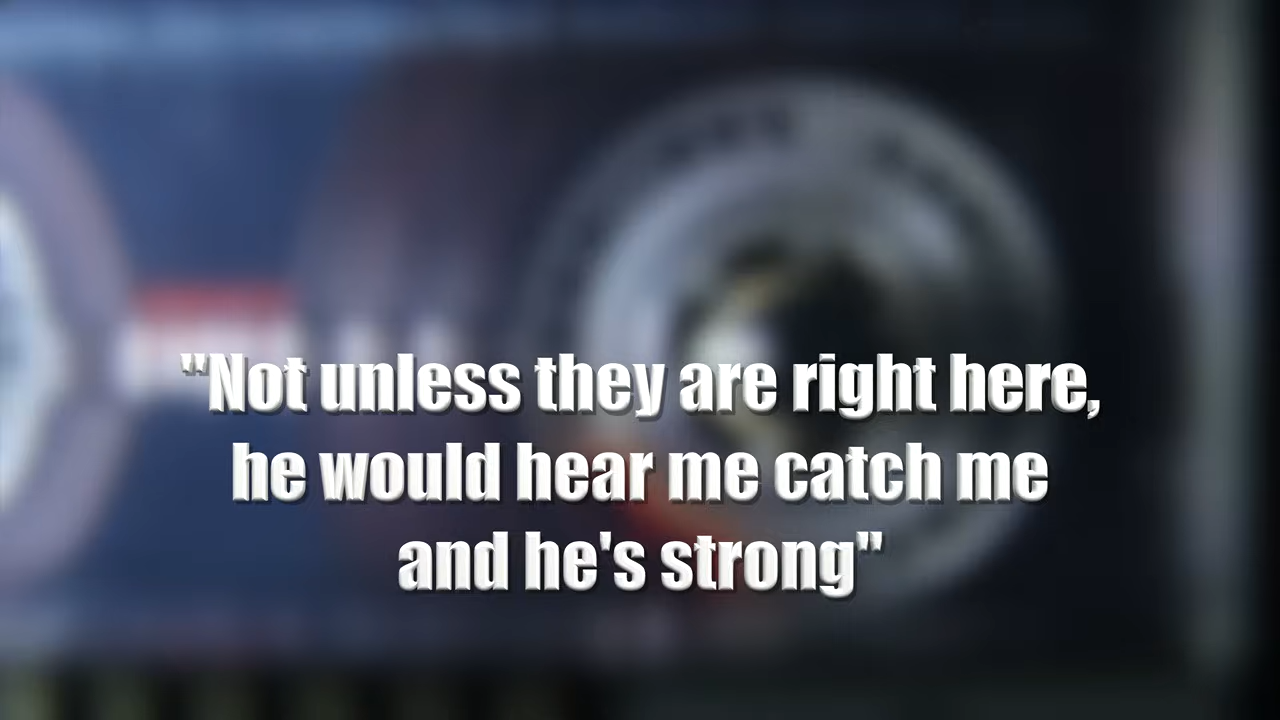 "Not unless they are right here,
he would hear me catch me
and he's strong"